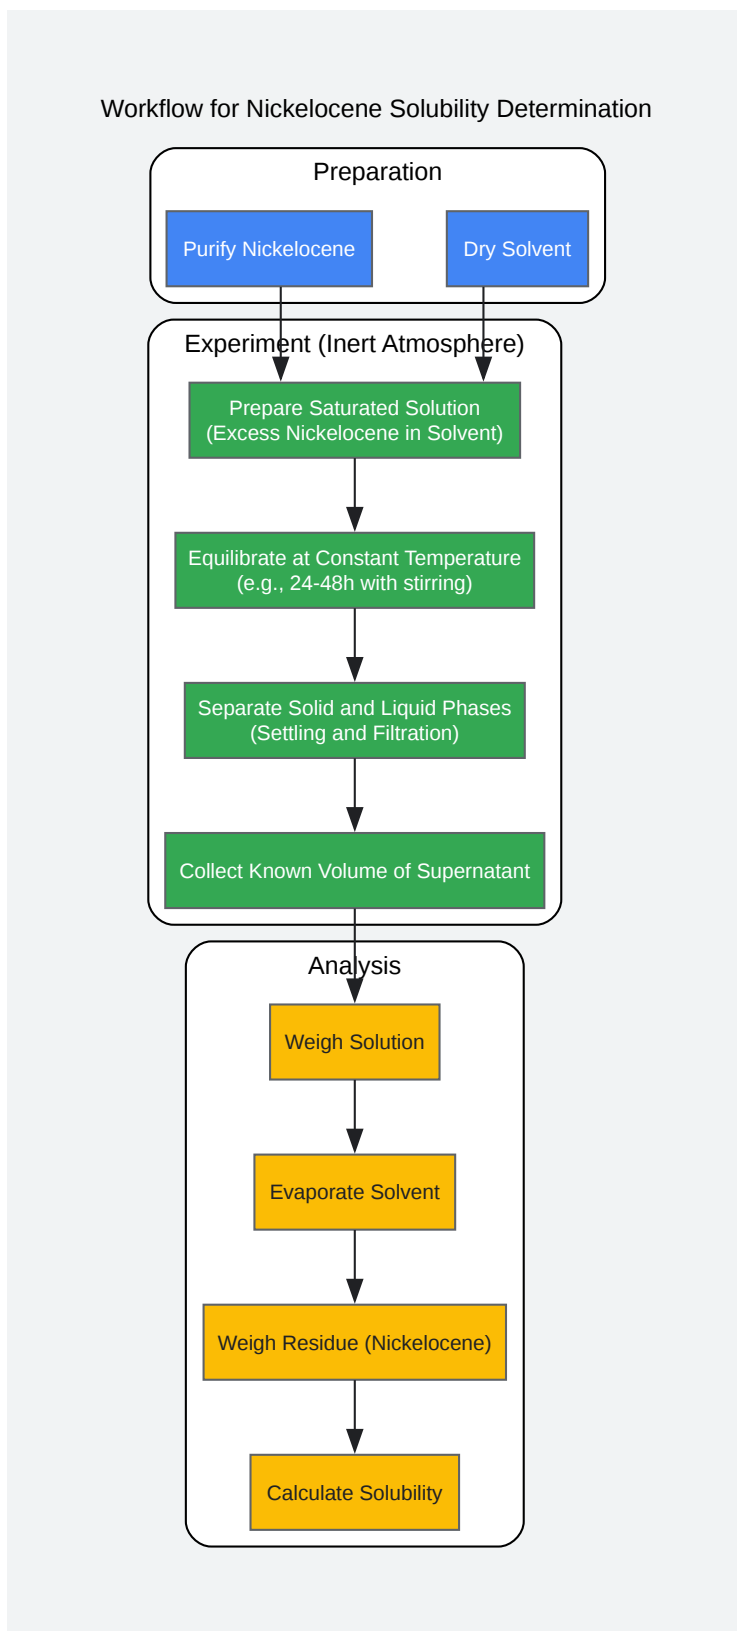 Workflow for Nickelocene Solubility Determination
Preparation
Purify Nickelocene
Dry Solvent
Experiment (Inert Atmosphere)
Prepare Saturated Solution
(Excess Nickelocene in Solvent)
Equilibrate at Constant Temperature
(e.g., 24-48h with stirring)
Separate Solid and Liquid Phases
(Settling and Filtration)
Collect Known Volume of Supernatant
Analysis
Weigh Solution
Evaporate Solvent
Weigh Residue (Nickelocene)
Calculate Solubility